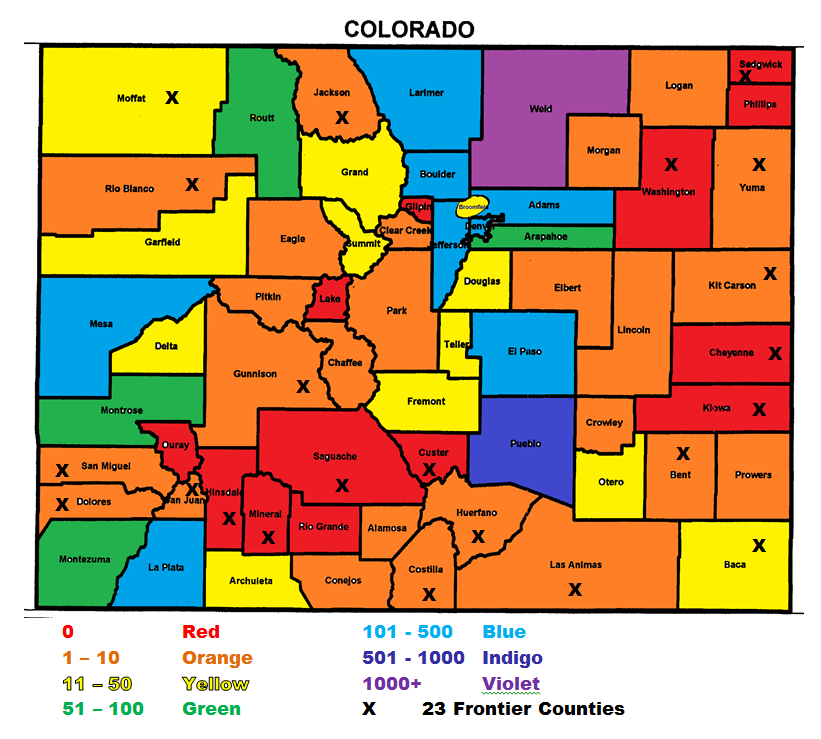 COLORADO
Moffat X
Routt
Jackson
X
Larimer
Weld
Logan
Sedgwick
X
Phillips
Rio Blanco X
Grand
Boulder
Morgan
X
Washington
X
Yuma
Garfield
Eagle
Summit
Gilpin
Clear Creek
Jefferson
Broomfield
Denver
Adams
Arapahoe
Mesa
Pitkin
Lake
Park
Douglas
Elbert
Lincoln
Kit Carson X
Delta
Gunnison
X
Chaffee
Teller
El Paso
Cheyenne X
Montrose
Fremont
Pueblo
Crowley
Kiowa X
Ouray
Saguache
X
Custer
X
Otero
X
Bent
Prowers
X San Miguel
X Dolores
X
San Juan
Hinsdale
X
Mineral
X
Rio Grande
Alamosa
Huerfano
X
Montezuma
La Plata
Archuleta
Conejos
Costilla
X
Las Animas
X
X
Baca
0 Red 101 - 500 Blue
1 – 10 Orange 501 - 1000 Indigo
11 – 50 Yellow 1000+ Violet
51 – 100 Green X 23 Frontier Counties